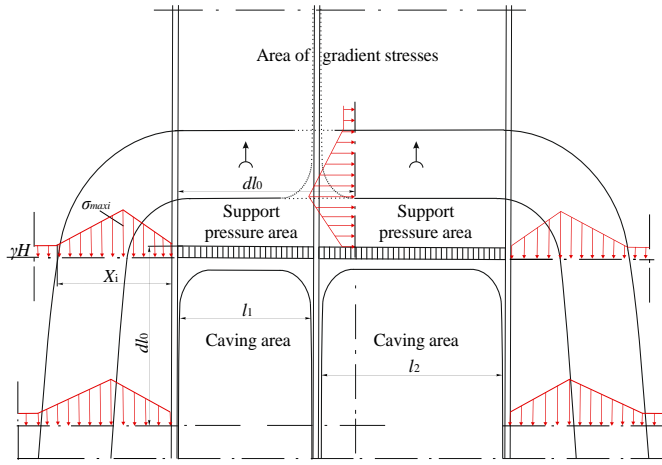 Area of gradient stresses
dl0
σmaxi
Support pressure area
Support pressure area
γH
Xi
dl0
l1
Caving area
Caving area
l2